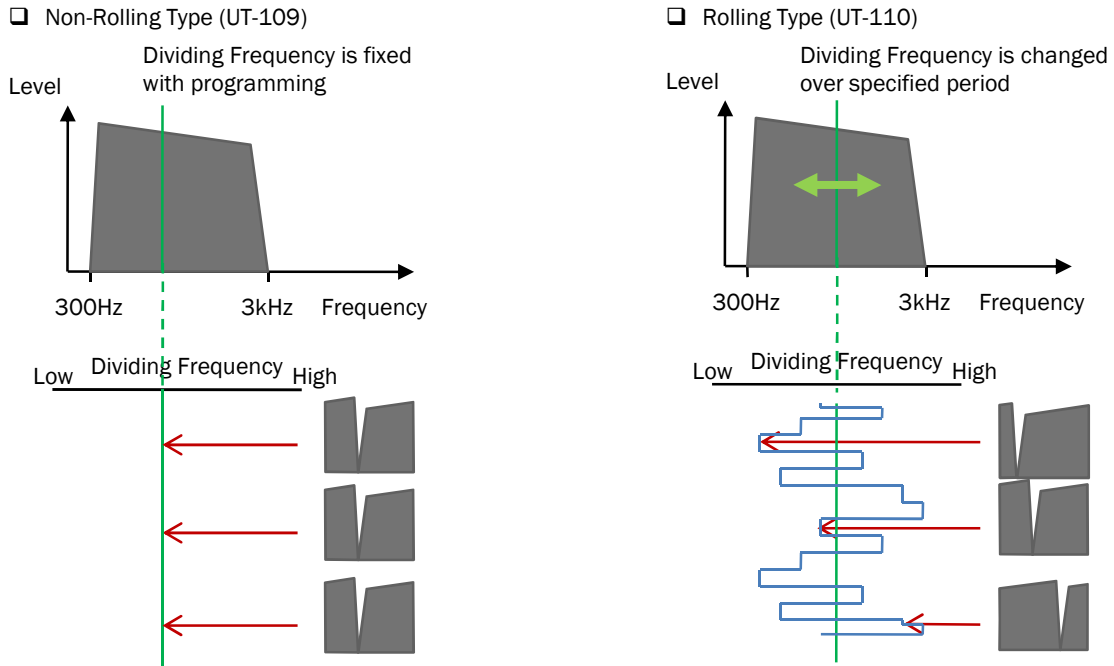 ❑ Non-Rolling Type (UT-109)
Dividing Frequency is fixed
with programming
Level
300Hz
3kHz
Frequency
Dividing Frequency
Low
High
❑ Rolling Type (UT-110)
Dividing Frequency is changed
over specified period
Level
300Hz
3kHz
Frequency
Dividing Frequency
Low
High